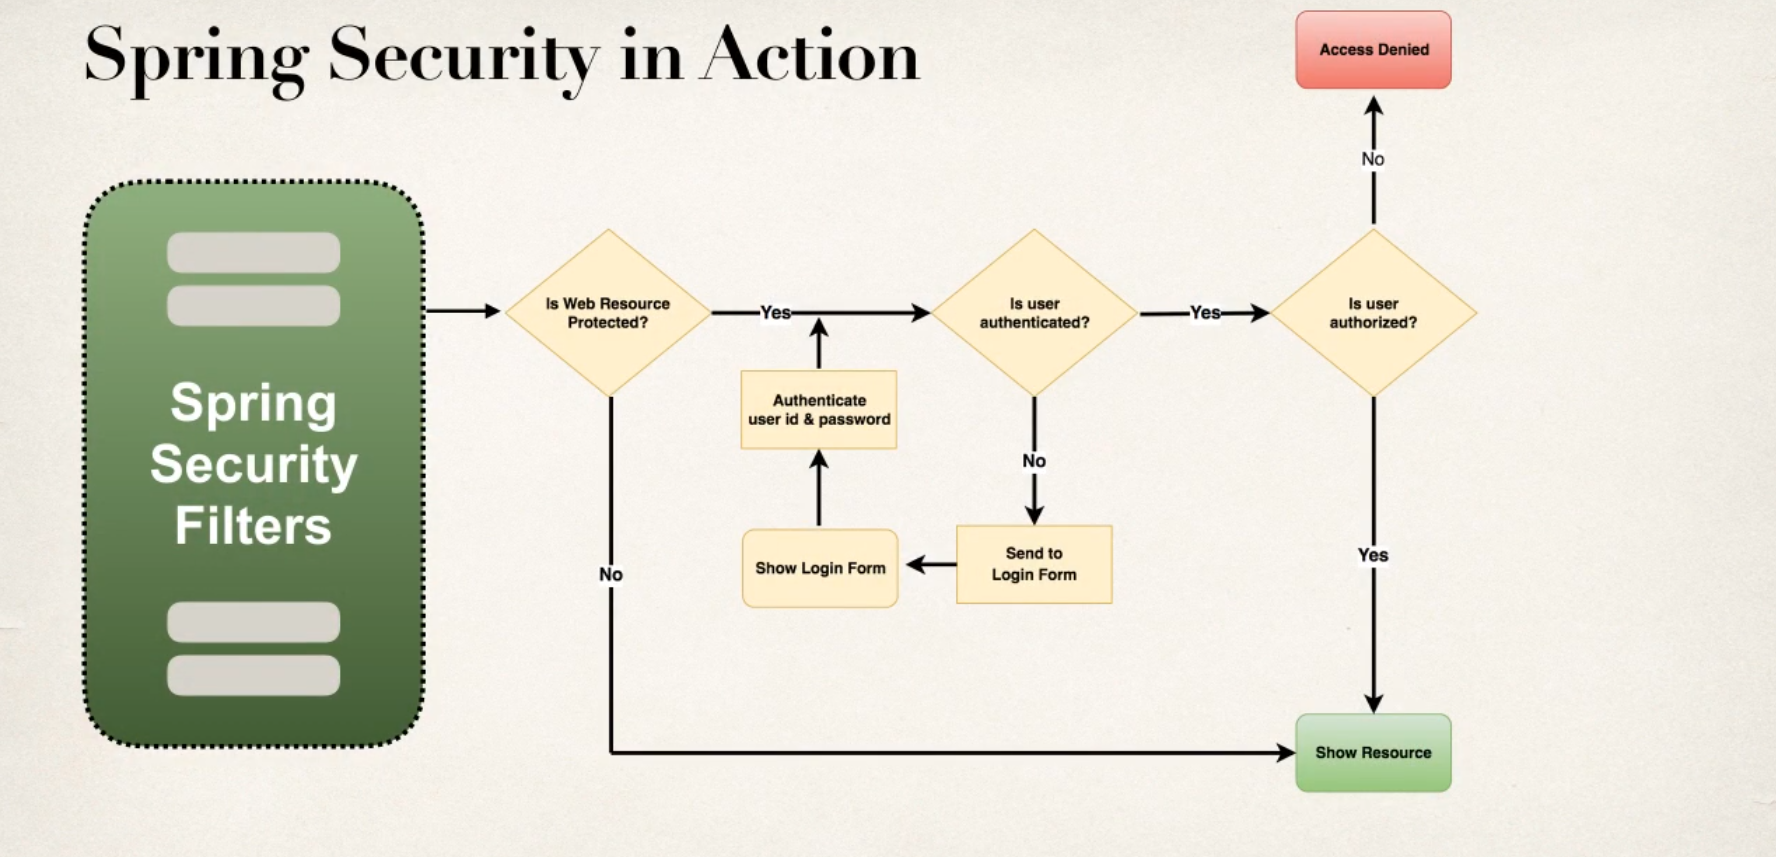 Spring Security in Action
Access Denied
No
Spring
Security
Filters
Is Web Resource
Protected?
Yes
Is user
authenticated?
Yes
Is user
authorized?
Authenticate
user id & password
No
Show Login Form
Send to
Login Form
No
Yes
Show Resource